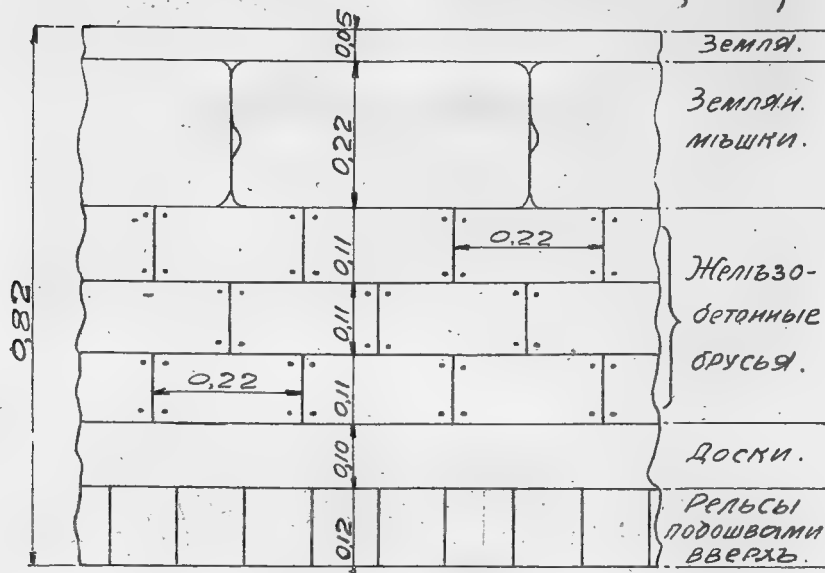 0,05
Земля.
Землян.
мѣшки.
0,22
0,11
0,22
0,82
Желѣзо-
бетонные
брусья.
0,11
0,22
0,11
0,10
Доски.
0,12
Рельсы
подошвами
вверхъ.